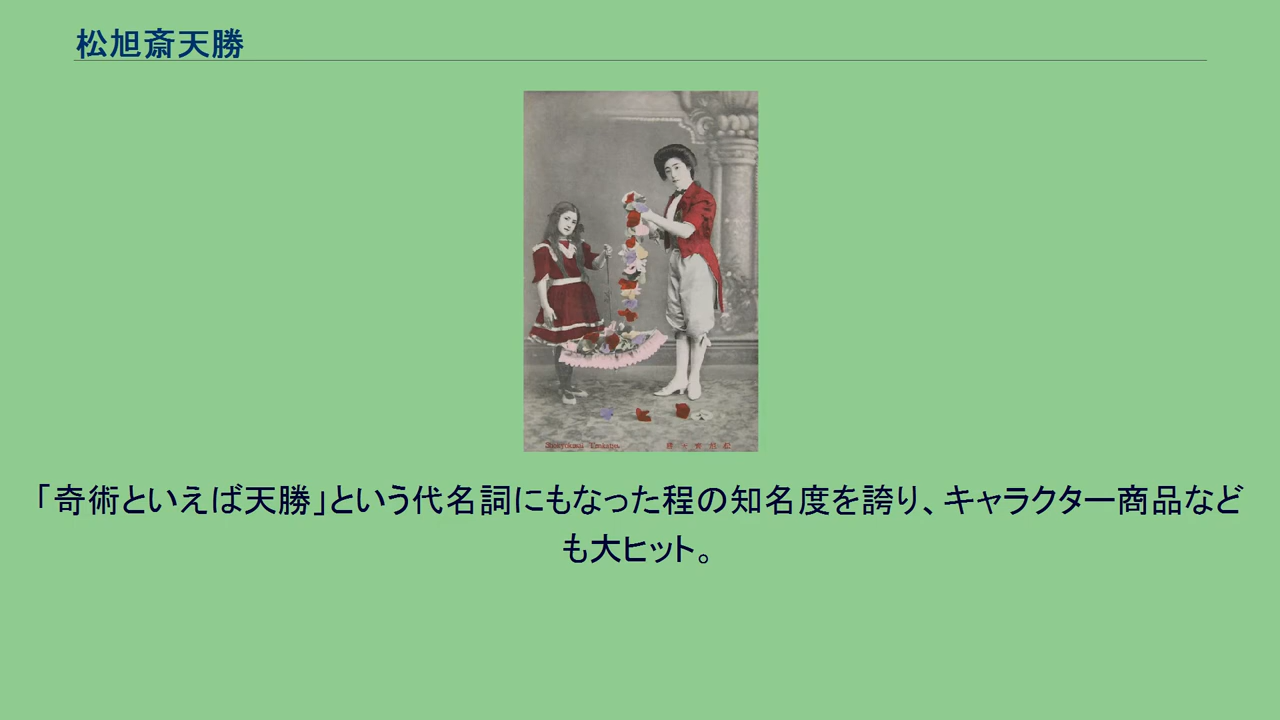 松旭斎天勝
「奇術といえば天勝」という代名詞にもなった程の知名度を誇り、キャラクター商品など
も大ヒット。